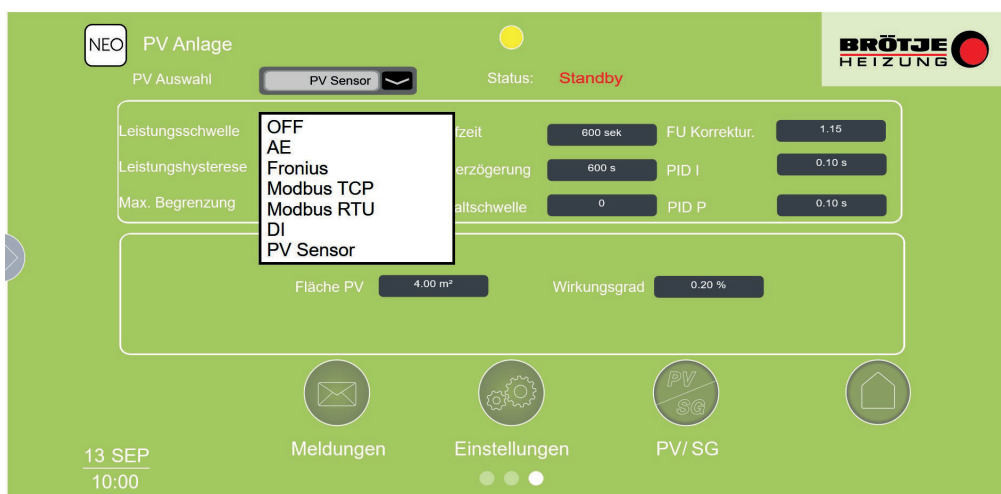 NEO PV Anlage
BRÖTJE
HEIZUNG
PV Auswahl PV Sensor Status: Standby
Leistungsschwelle
Leistungshysterese
Max. Begrenzung
OFF
AE
Fronius
Modbus TCP
Modbus RTU
DI
PV Sensor
fzeit 600 sek FU Korrektur. 1.15
erzögerung 600 s PID I 0.10 s
altschwelle 0 PID P 0.10 s
Fläche PV 4.00 m² Wirkungsgrad 0.20 %
PV
SG
Meldungen Einstellungen PV/ SG
13 SEP
10:00